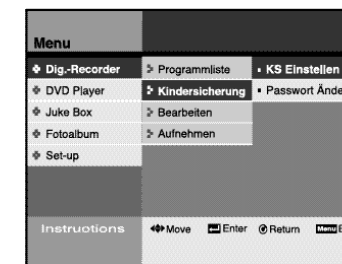 Menu
Dig.-Recorder
Programmliste
KS Einstellen
DVD Player
Kindersicherung
Passwort Ände
Juke Box
Bearbeiten
Fotoalbum
Aufnehmen
Set-up
Instructions
Move
Enter
Return
Menu